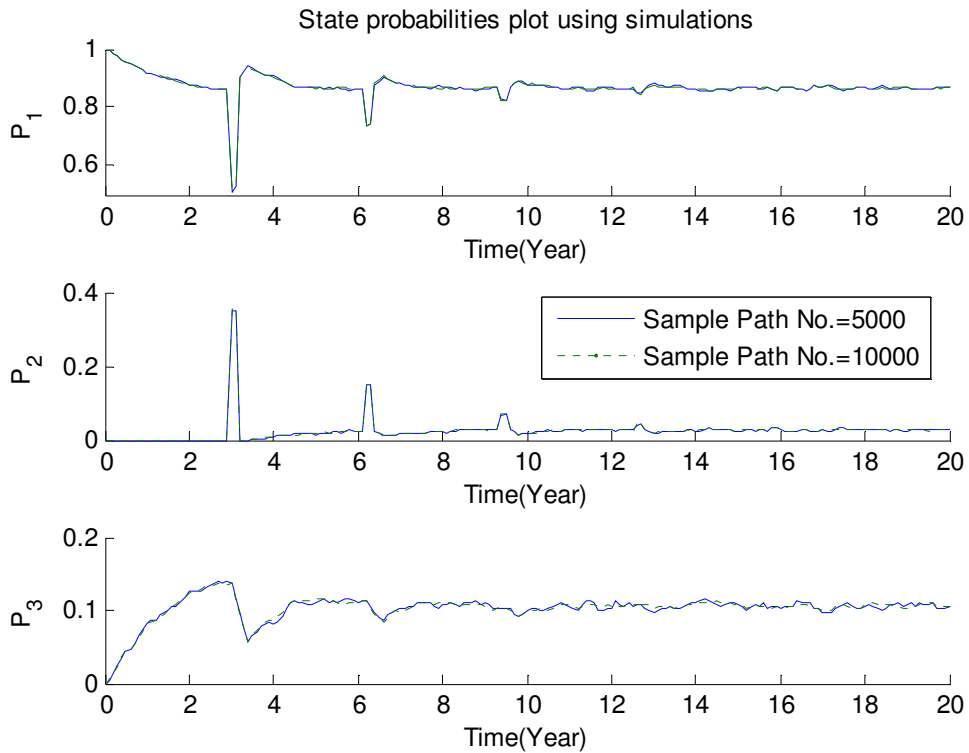 State probabilities plot using simulations
1
0.8
0.6
P1
0 2 4 6 8 10 12 14 16 18 20
Time(Year)
0.4
0.2
0
P2
Sample Path No.=5000
Sample Path No.=10000
0 2 4 6 8 10 12 14 16 18 20
Time(Year)
0.2
0.1
0
P3
0 2 4 6 8 10 12 14 16 18 20
Time(Year)